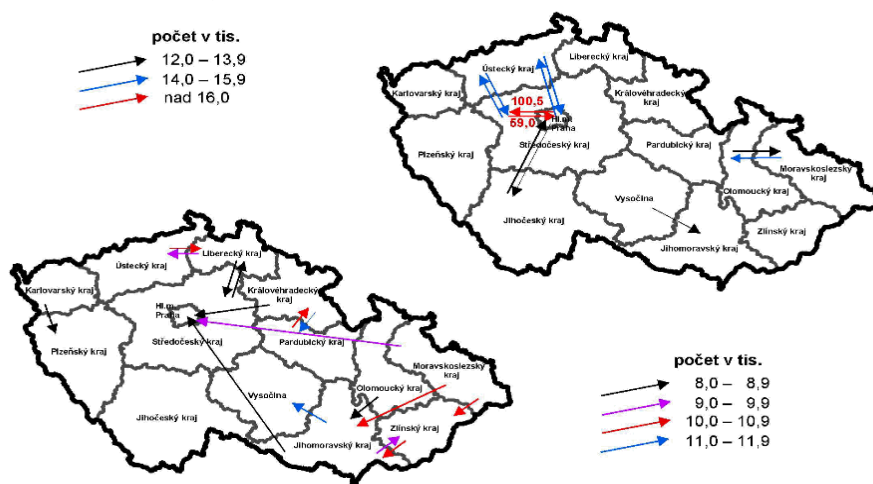 počet v tis.
12,0 – 13,9
14,0 – 15,9
nad 16,0
Liberecký kraj
Ústecký kraj
Karlovarský kraj
Královéhradecký
kraj
100,5
59,0
Hl.m.
Praha
Středočeský kraj
Plzeňský kraj
Pardubický kraj
Moravskoslezský
kraj
Olomoucký kraj
Vysočina
Jihočeský kraj
Zlínský kraj
Jihomoravský kraj
Liberecký kraj
Ústecký kraj
Karlovarský kraj
Královéhradecký
kraj
Hl.m.
Praha
Středočeský kraj
Pardubický kraj
Plzeňský kraj
Moravskoslezský
kraj
Olomoucký kraj
Vysočina
Jihočeský kraj
Zlínský kraj
Jihomoravský kraj
počet v tis.
8,0 – 8,9
9,0 – 9,9
10,0 – 10,9
11,0 – 11,9